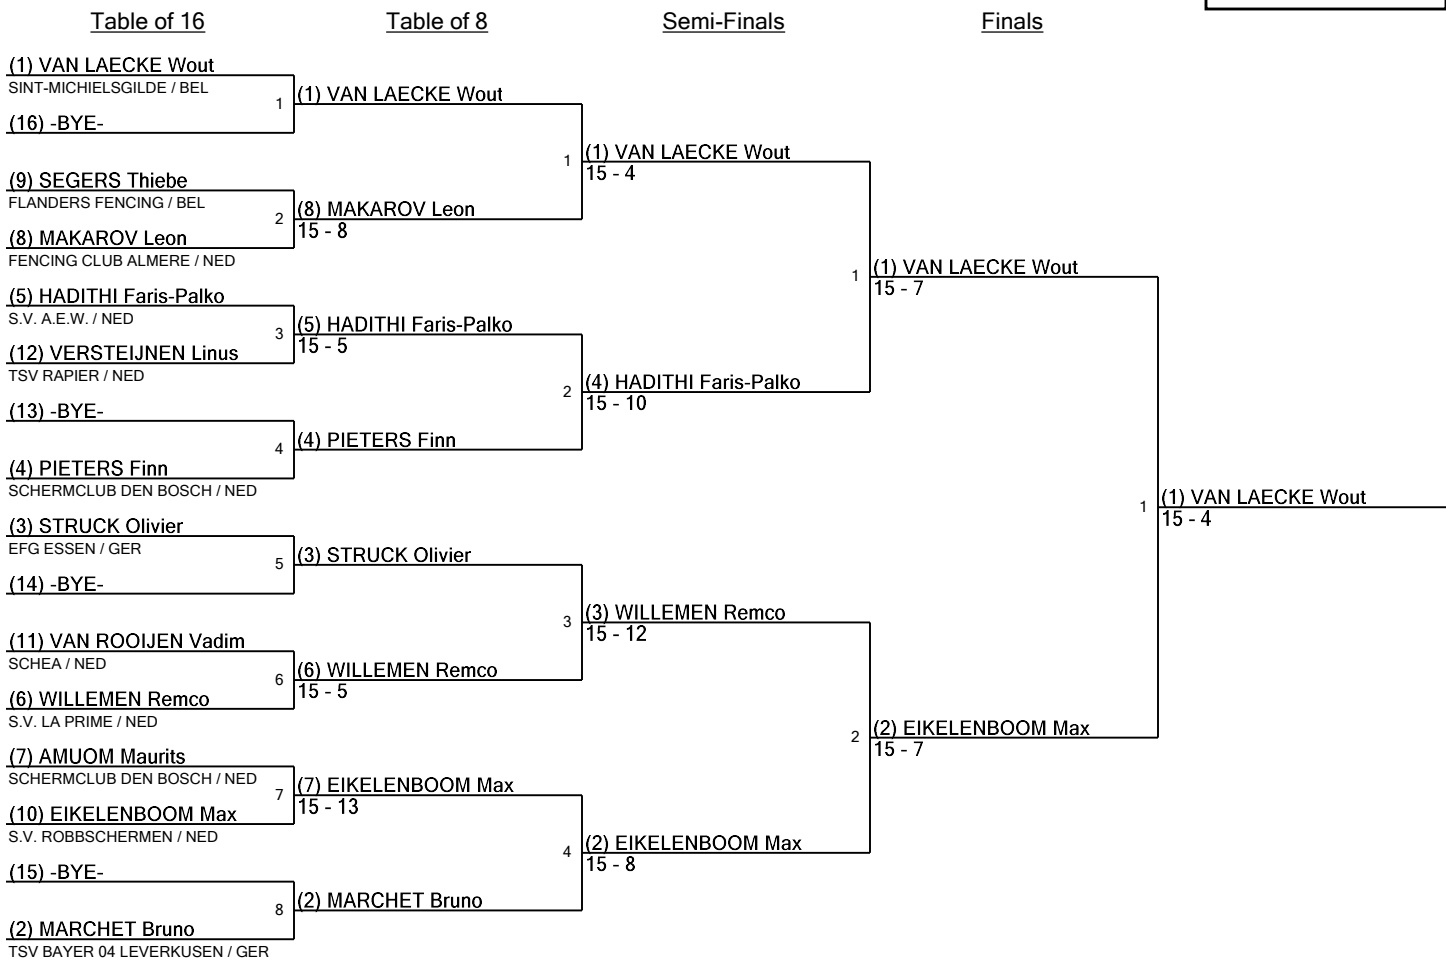 Table of 16
Table of 8
Semi-Finals
Finals
(1) VAN LAECKE Wout
SINT-MICHIELSGILDE / BEL
1
(16) -BYE-
(9) SEGERS Thiebe
FLANDERS FENCING / BEL
2
(8) MAKAROV Leon
FENCING CLUB ALMERE / NED
(5) HADITHI Faris-Palko
S.V. A.E.W. / NED
3
(12) VERSTEIJNEN Linus
TSV RAPIER / NED
(13) -BYE-
4
(4) PIETERS Finn
SCHERMCLUB DEN BOSCH / NED
(3) STRUCK Olivier
EFG ESSEN / GER
5
(14) -BYE-
(11) VAN ROOIJEN Vadim
SCHEA / NED
6
(6) WILLEMEN Remco
S.V. LA PRIME / NED
(7) AMUOM Maurits
SCHERMCLUB DEN BOSCH / NED
7
(10) EIKELENBOOM Max
S.V. ROBBSCHERMEN / NED
(15) -BYE-
8
(2) MARCHET Bruno
TSV BAYER 04 LEVERKUSEN / GER
(1) VAN LAECKE Wout
1
(8) MAKAROV Leon
15 - 8
(5) HADITHI Faris-Palko
15 - 5
2
(4) PIETERS Finn
(3) STRUCK Olivier
3
(6) WILLEMEN Remco
15 - 5
(7) EIKELENBOOM Max
15 - 13
4
(2) MARCHET Bruno
(1) VAN LAECKE Wout
15 - 4
1
(4) HADITHI Faris-Palko
15 - 10
(3) WILLEMEN Remco
15 - 12
2
(2) EIKELENBOOM Max
15 - 8
(1) VAN LAECKE Wout
15 - 7
1
(2) EIKELENBOOM Max
15 - 7
(1) VAN LAECKE Wout
15 - 4